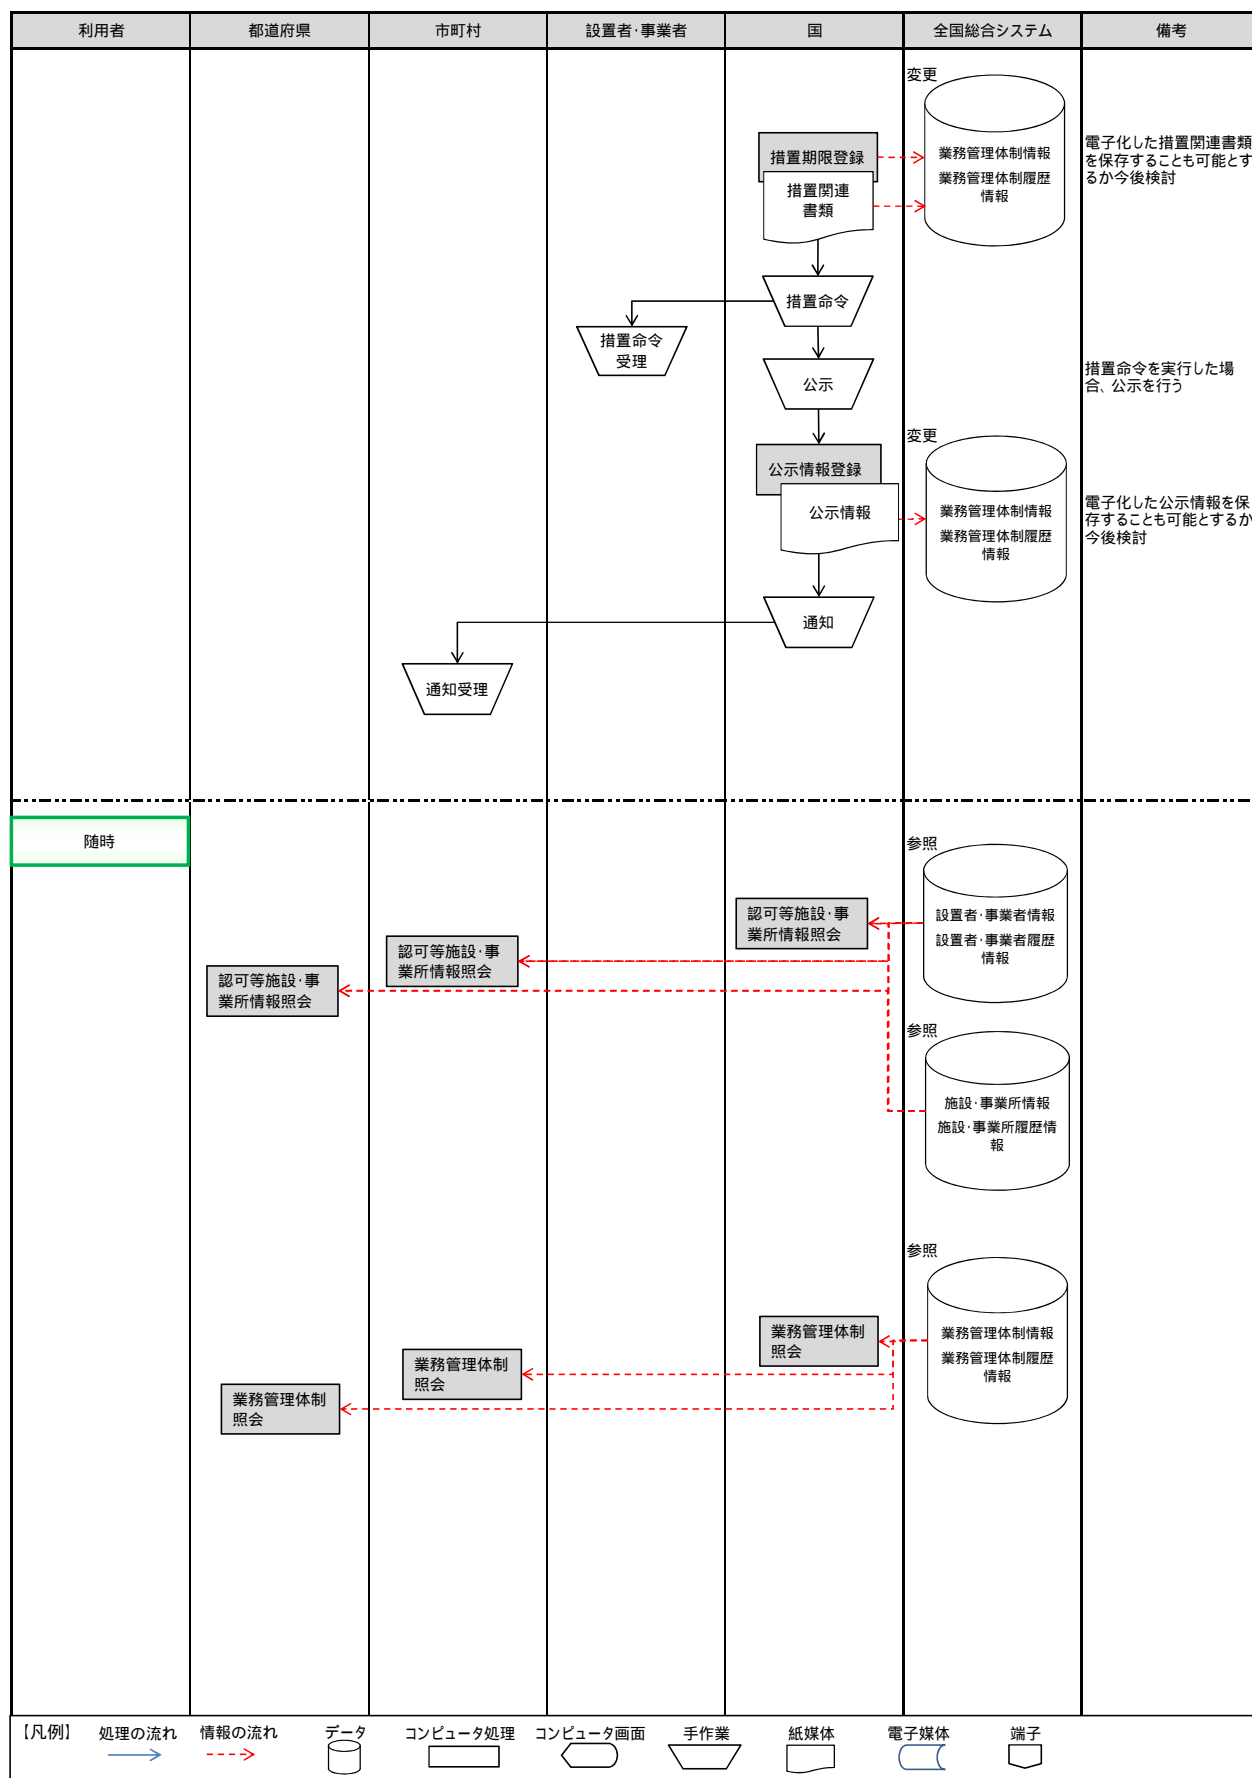 利用者
都道府県
市町村
設置者･事業者
国
全国総合システム
備考
変更
業務管理体制情報
業務管理体制履歴
情報
措置期限登録
措置関連
書類
電子化した措置関連書類
を保存することも可能とす
るか今後検討
措置命令
措置命令
受理
公示
措置命令を実行した場
合、公示を行う
変更
公示情報登録
公示情報
業務管理体制情報
業務管理体制履歴
情報
電子化した公示情報を保
存することも可能とするか
今後検討
通知
通知受理
随時
参照
設置者･事業者情報
設置者･事業者履歴
情報
認可等施設･事
業所情報照会
認可等施設･事
業所情報照会
認可等施設･事
業所情報照会
参照
施設･事業所情報
施設･事業所履歴情
報
参照
業務管理体制情報
業務管理体制履歴
情報
業務管理体制
照会
業務管理体制
照会
業務管理体制
照会
【凡例】
処理の流れ
情報の流れ
データ
コンピュータ処理
コンピュータ画面
手作業
紙媒体
電子媒体
端子